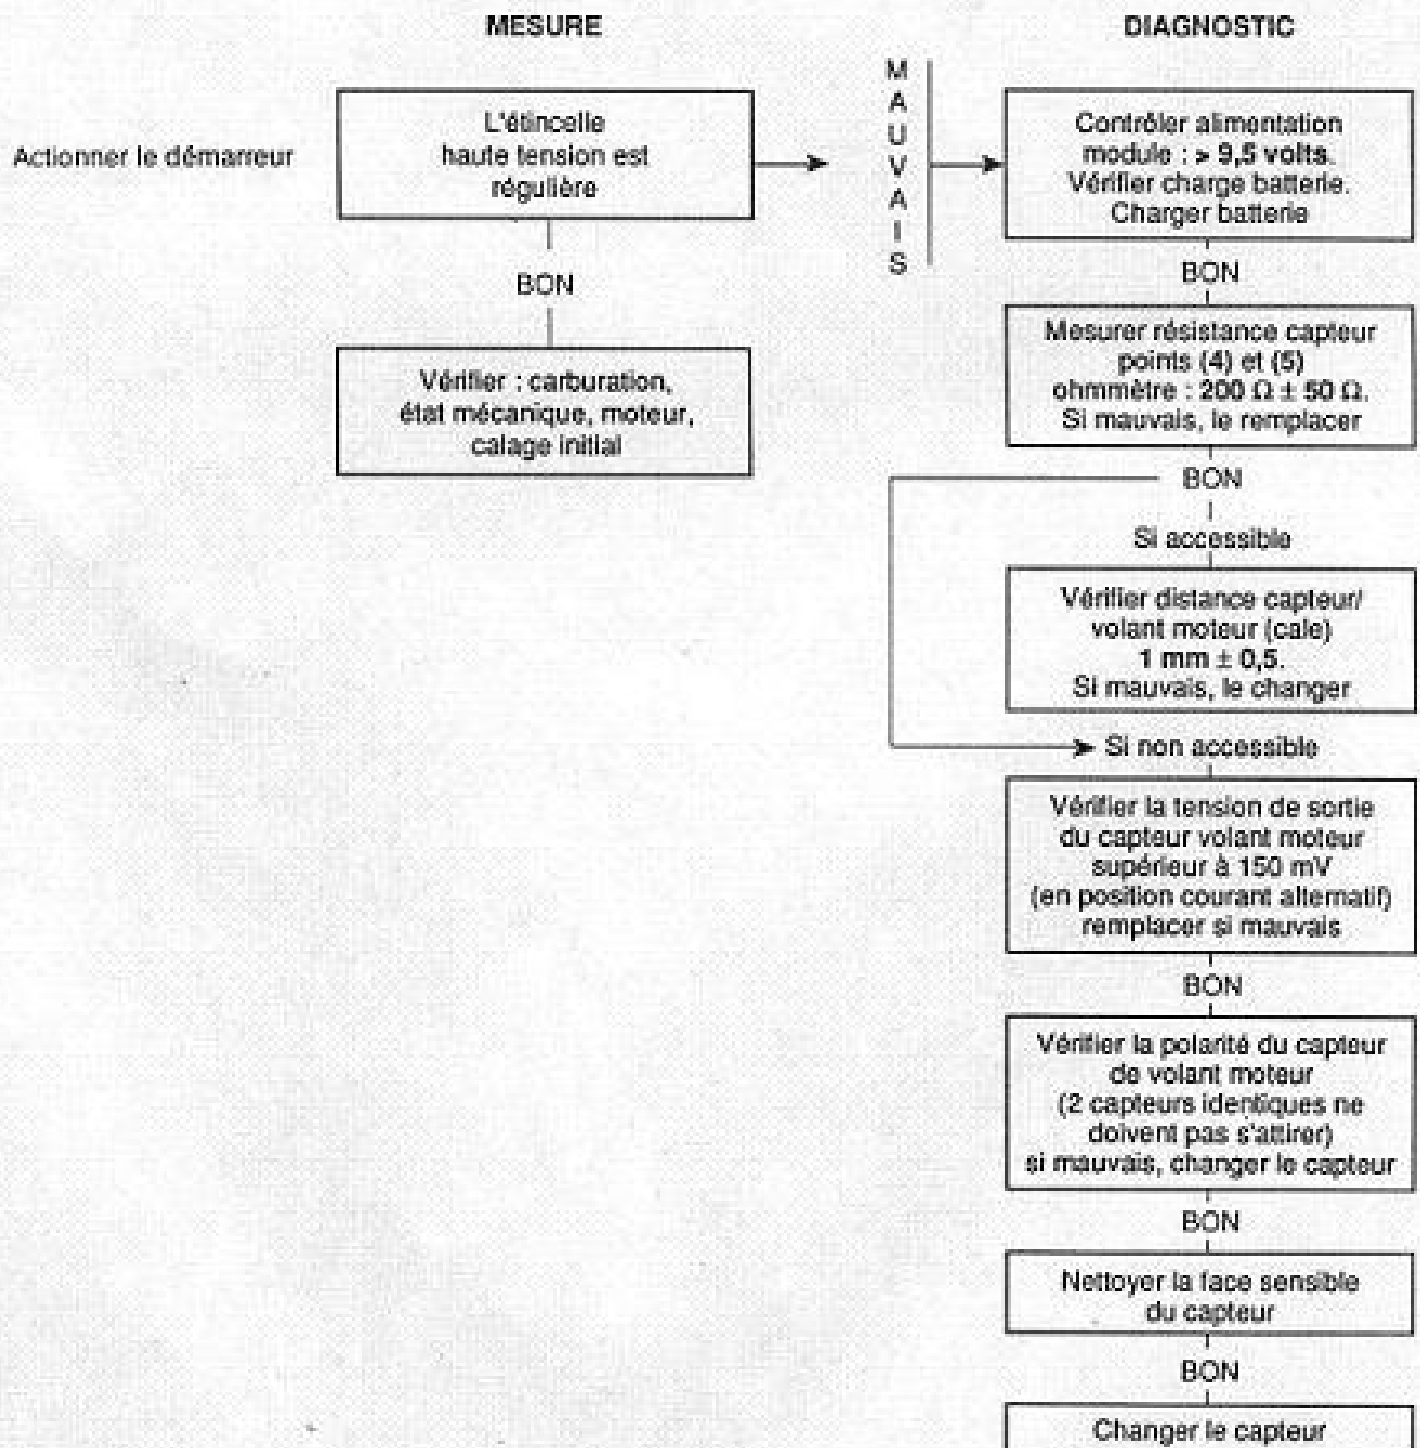 MESURE
DIAGNOSTIC
Actionner le démarreur
L'étincelle
haute tension est
régulière
MAUVAIS
Contrôler alimentation
module : > 9,5 volts.
Vérifier charge batterie.
Charger batterie
BON
BON
Vérifier : carburation,
état mécanique, moteur,
calage initial
Mesurer résistance capteur
points (4) et (5)
ohmmètre : 200 Ω ± 50 Ω.
Si mauvais, le remplacer
BON
Si accessible
Vérifier distance capteur/
volant moteur (cale)
1 mm ± 0,5.
Si mauvais, le changer
Si non accessible
Vérifier la tension de sortie
du capteur volant moteur
supérieur à 150 mV
(en position courant alternatif)
remplacer si mauvais
BON
Vérifier la polarité du capteur
de volant moteur
(2 capteurs identiques ne
doivent pas s'attirer)
si mauvais, changer le capteur
BON
Nettoyer la face sensible
du capteur
BON
Changer le capteur